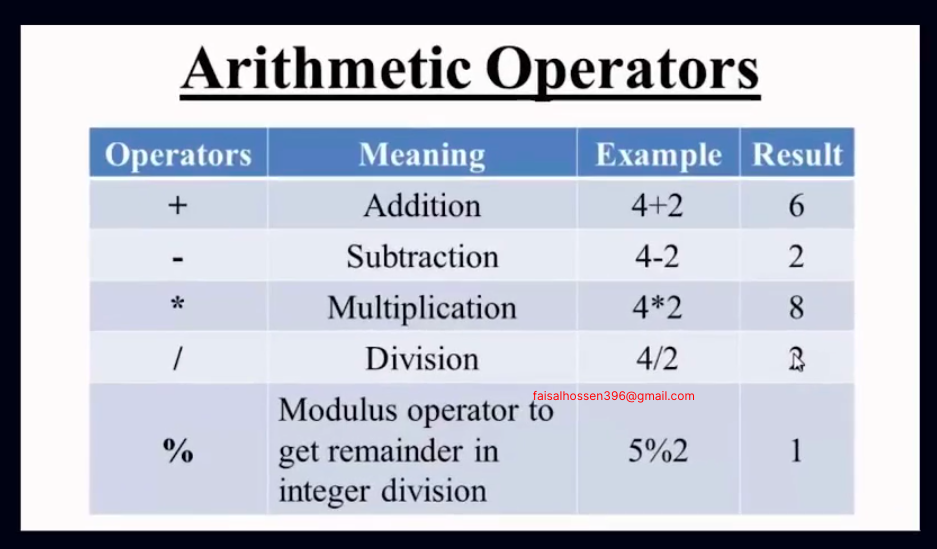 Arithmetic Operators
Operators Meaning Example Result
+ Addition 4+2 6
- Subtraction 4-2 2
* Multiplication 4*2 8
/ Division 4/2
faisalhossen396@gmail.com
Modulus operator to
% get remainder in 5%2 1
integer division